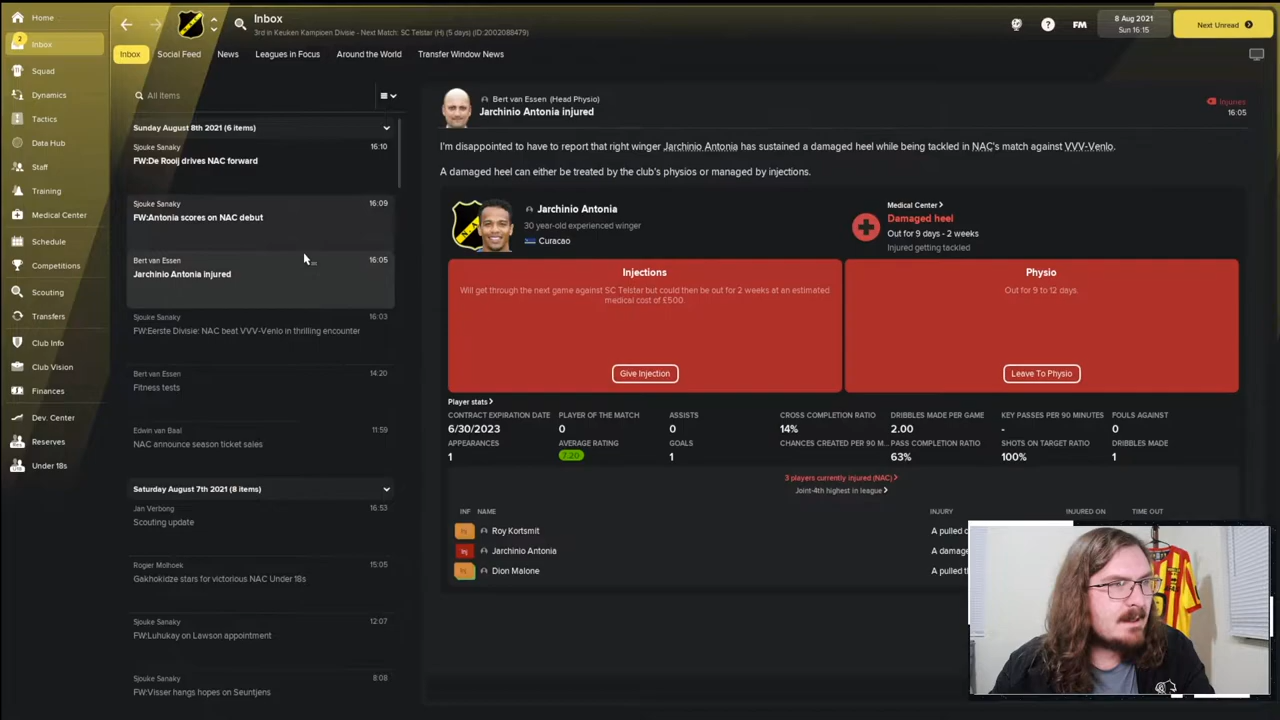 Home
2
Inbox
Squad
Dynamics
Tactics
Data Hub
Staff
Training
Medical Center
Schedule
Competitions
Scouting
Transfers
Club Info
Club Vision
Finances
Dev. Center
Reserves
Under 18s
Inbox
3rd in Keuken Kampioen Divisie - Next Match: SC Telstar (H) (5 days) (ID:2002088479)
FM
8 Aug 2021
Sun 16:15
Next Unread
Inbox
Social Feed
News
Leagues in Focus
Around the World
Transfer Window News
All Items
Sunday August 8th 2021 (6 items)
Sjouke Sanaky 16:10
FW:De Rooij drives NAC forward
Sjouke Sanaky 16:09
FW:Antonia scores on NAC debut
Bert van Essen 16:05
Jarchinio Antonia injured
Sjouke Sanaky 16:03
FW:Eerste Divisie: NAC beat VVV-Venlo in thrilling encounter
Bert van Essen 14:20
Fitness tests
Edwin van Baal 11:59
NAC announce season ticket sales
Saturday August 7th 2021 (8 items)
Jan Verbong 16:53
Scouting update
Rogier Molhoek 15:05
Gakhokidze stars for victorious NAC Under 18s
Sjouke Sanaky 12:07
FW:Luhukay on Lawson appointment
Sjouke Sanaky 8:08
FW:Visser hangs hopes on Seuntjens
Bert van Essen (Head Physio)
Jarchinio Antonia injured
Injuries
16:05
I'm disappointed to have to report that right winger Jarchinio Antonia has sustained a damaged heel while being tackled in NAC's match against VVV-Venlo.
A damaged heel can either be treated by the club's physios or managed by injections.
Jarchinio Antonia
30 year-old experienced winger
Curacao
Medical Center
Damaged heel
Out for 9 days - 2 weeks
Injured getting tackled
Injections
Will get through the next game against SC Telstar but could then be out for 2 weeks at an estimated
medical cost of £500.
Give Injection
Physio
Out for 9 to 12 days.
Leave To Physio
Player stats
CONTRACT EXPIRATION DATE PLAYER OF THE MATCH ASSISTS CROSS COMPLETION RATIO DRIBBLES MADE PER GAME KEY PASSES PER 90 MINUTES FOULS AGAINST
6/30/2023 0 0 14% 2.00 - 0
APPEARANCES AVERAGE RATING GOALS CHANCES CREATED PER 90 M... PASS COMPLETION RATIO SHOTS ON TARGET RATIO DRIBBLES MADE
1 7.20 1 63% 100% 1
3 players currently injured (NAC)
Joint-4th highest in league
INF NAME INJURY INJURED ON TIME OUT
Roy Kortsmit A pulled
Inj Jarchinio Antonia A damage
Dion Malone A pulled t